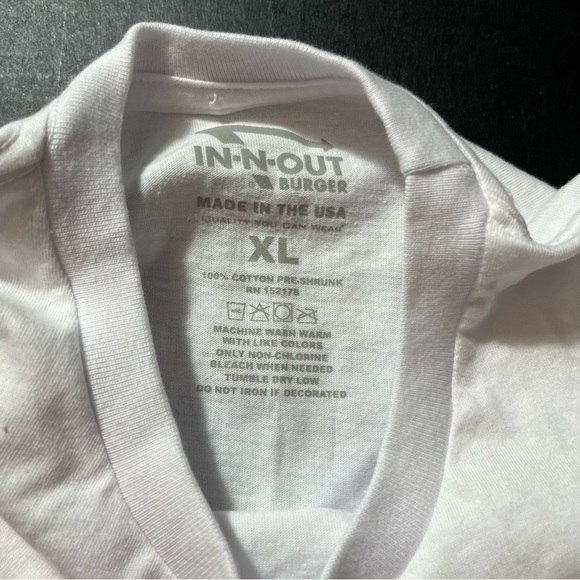 IN-N-OUT
BURGER
MADE IN THE USA
QUALITY YOU CAN WEAR
XL
100% COTTON PRE-SHRUNK
RN 152178
MACHINE WASH WARM
WITH LIKE COLORS
ONLY NON-CHLORINE
BLEACH WHEN NEEDED
TUMBLE DRY LOW
DO NOT IRON IF DECORATED